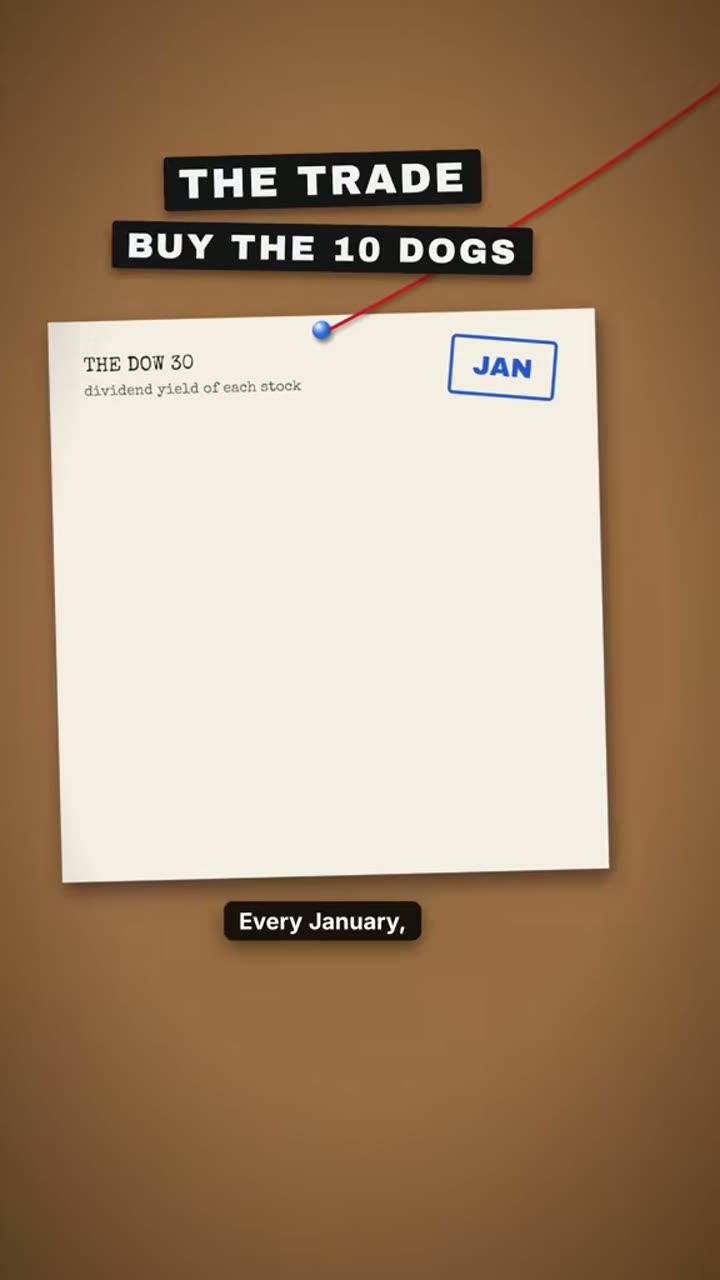 THE TRADE
BUY THE 10 DOGS
THE DOW 30
dividend yield of each stock
JAN
Every January,